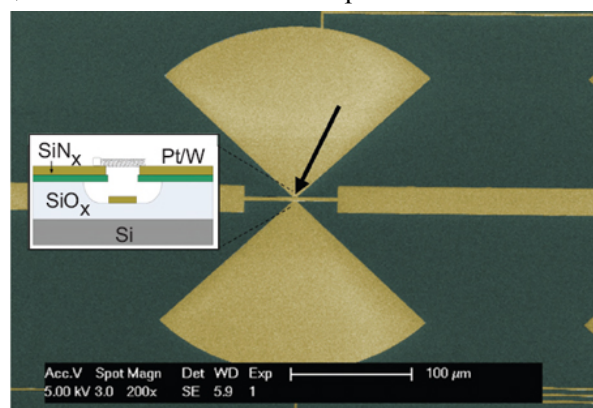 SiNx
Pt/W
SiOx
Si
Acc.V Spot Magn Det WD Exp
5.00 kV 3.0 200x SE 5.9 1
100 µm